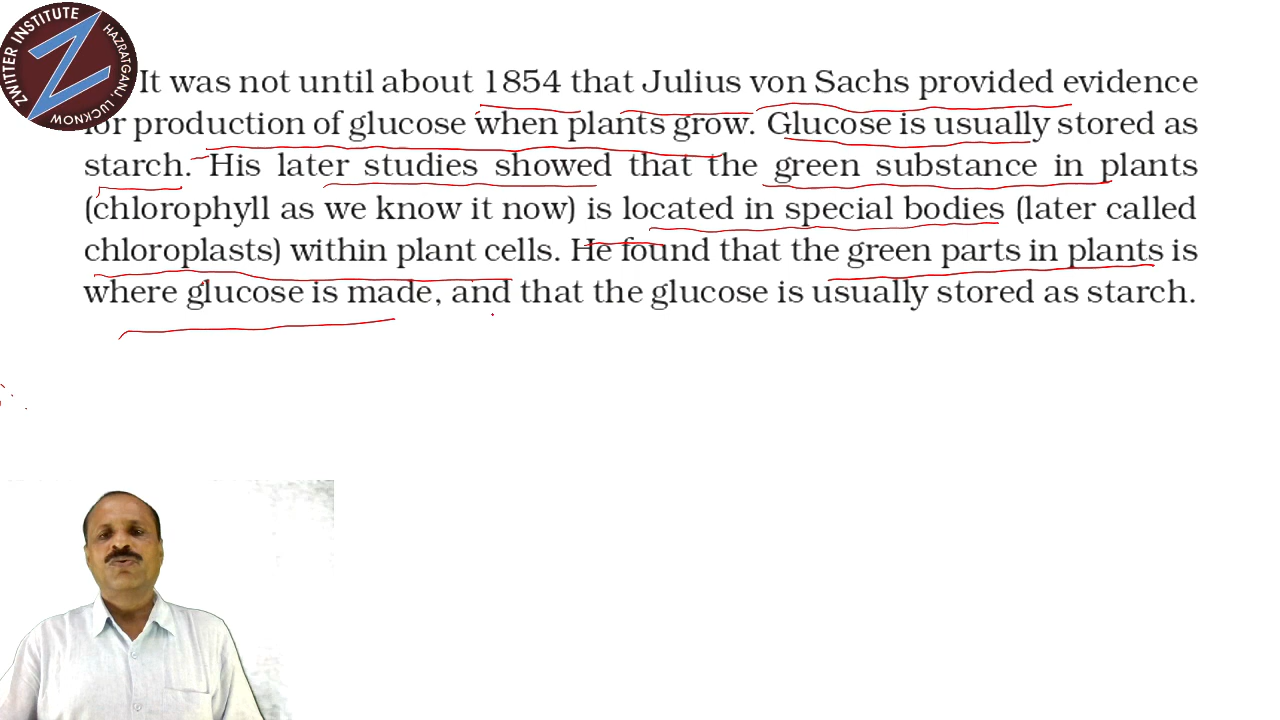 ZWITTER INSTITUTE
HAZRATGANJ, LUCKNOW
Z
It was not until about 1854 that Julius von Sachs provided evidence
for production of glucose when plants grow. Glucose is usually stored as
starch. His later studies showed that the green substance in plants
(chlorophyll as we know it now) is located in special bodies (later called
chloroplasts) within plant cells. He found that the green parts in plants is
where glucose is made, and that the glucose is usually stored as starch.